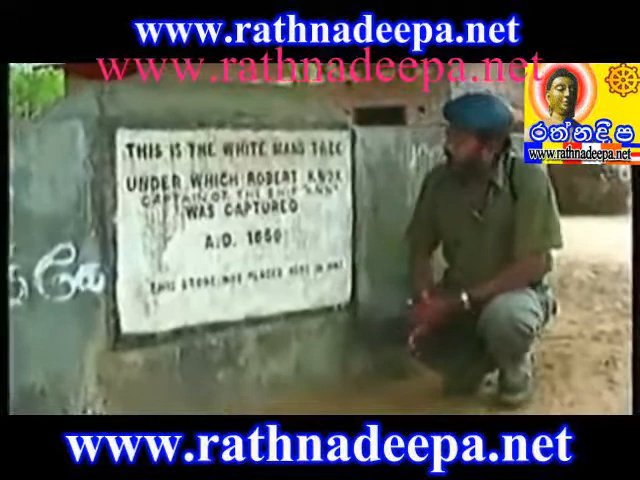 www.rathnadeepa.net
www.rathnadeepa.net
රත්නදීප
www.rathnadeepa.net
THIS IS THE WHITE MANS TREE
UNDER WHICH ROBERT KNOX
CAPTAIN OF THE SHIP ANN
WAS CAPTURED
A.D. 1660
THIS STONE WAS PLACED HERE IN
www.rathnadeepa.net